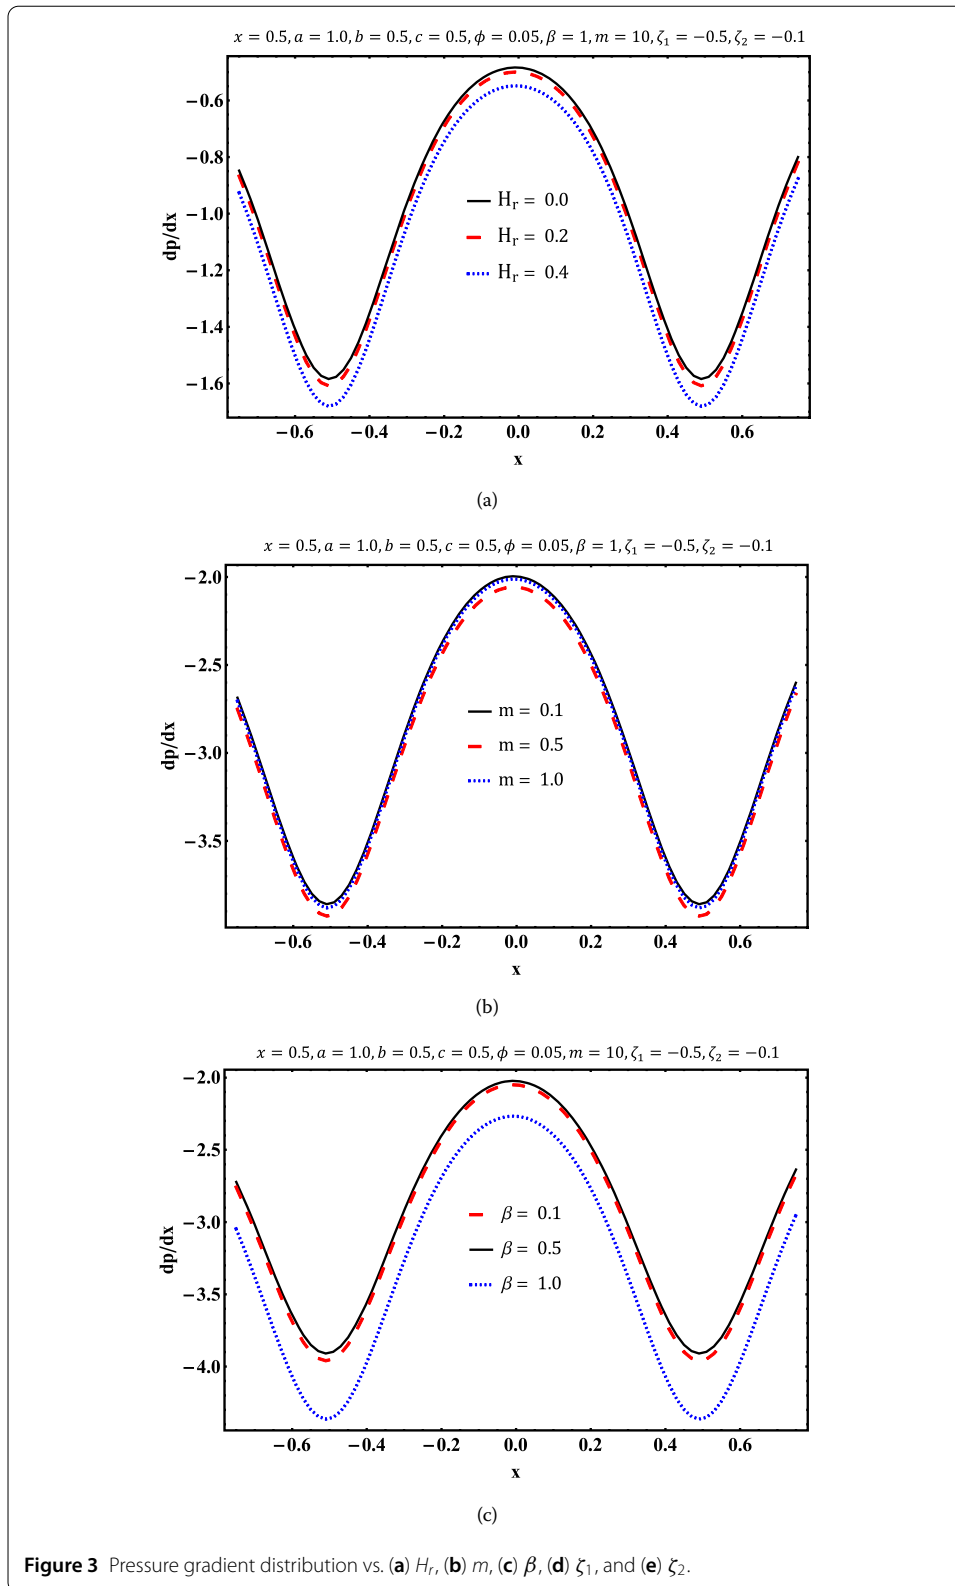 x = 0.5, a = 1.0, b = 0.5, c = 0.5, ϕ = 0.05, β = 1, m = 10, ζ₁ = −0.5, ζ₂ = −0.1
−0.6
−0.8
−1.0
−1.2
−1.4
−1.6
dp/dx
Hᵣ = 0.0
Hᵣ = 0.2
Hᵣ = 0.4
−0.6 −0.4 −0.2 0.0 0.2 0.4 0.6
x
(a)
x = 0.5, a = 1.0, b = 0.5, c = 0.5, ϕ = 0.05, β = 1, ζ₁ = −0.5, ζ₂ = −0.1
−2.0
−2.5
−3.0
−3.5
dp/dx
m = 0.1
m = 0.5
m = 1.0
−0.6 −0.4 −0.2 0.0 0.2 0.4 0.6
x
(b)
x = 0.5, a = 1.0, b = 0.5, c = 0.5, ϕ = 0.05, m = 10, ζ₁ = −0.5, ζ₂ = −0.1
−2.0
−2.5
−3.0
−3.5
−4.0
dp/dx
β = 0.1
β = 0.5
β = 1.0
−0.6 −0.4 −0.2 0.0 0.2 0.4 0.6
x
(c)
Figure 3 Pressure gradient distribution vs. (a) Hᵣ, (b) m, (c) β, (d) ζ₁, and (e) ζ₂.